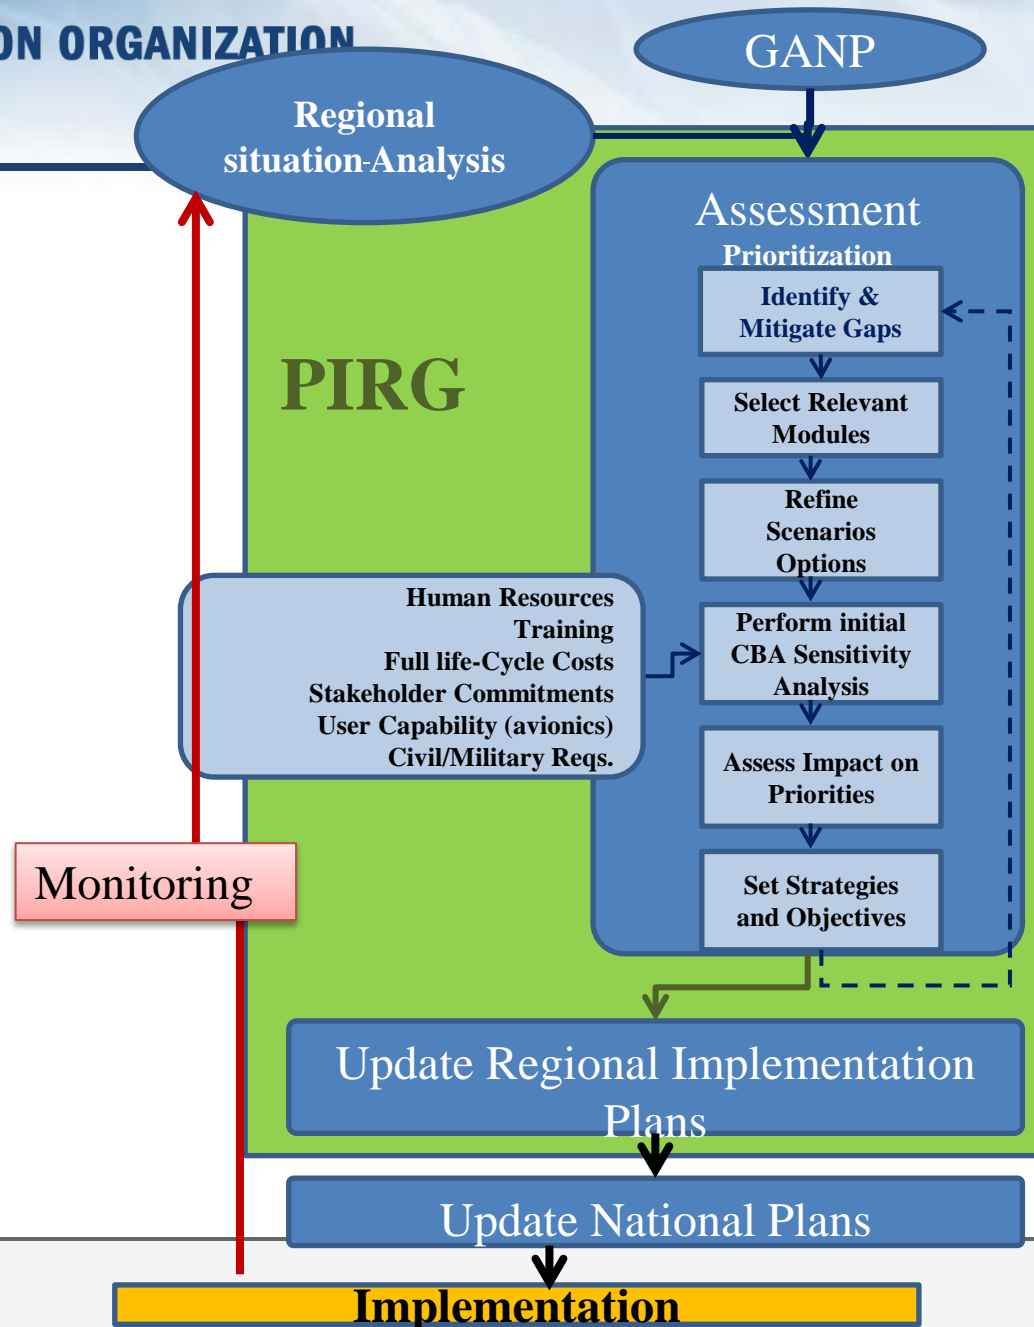 ON ORGANIZATION
GANP
Regional
situation-Analysis
Assessment
Prioritization
Identify &
Mitigate Gaps
PIRG
Select Relevant
Modules
Refine
Scenarios
Options
Human Resources
Training
Full life-Cycle Costs
Stakeholder Commitments
User Capability (avionics)
Civil/Military Reqs.
Perform initial
CBA Sensitivity
Analysis
Assess Impact on
Priorities
Monitoring
Set Strategies
and Objectives
Update Regional Implementation
Plans
Update National Plans
Implementation